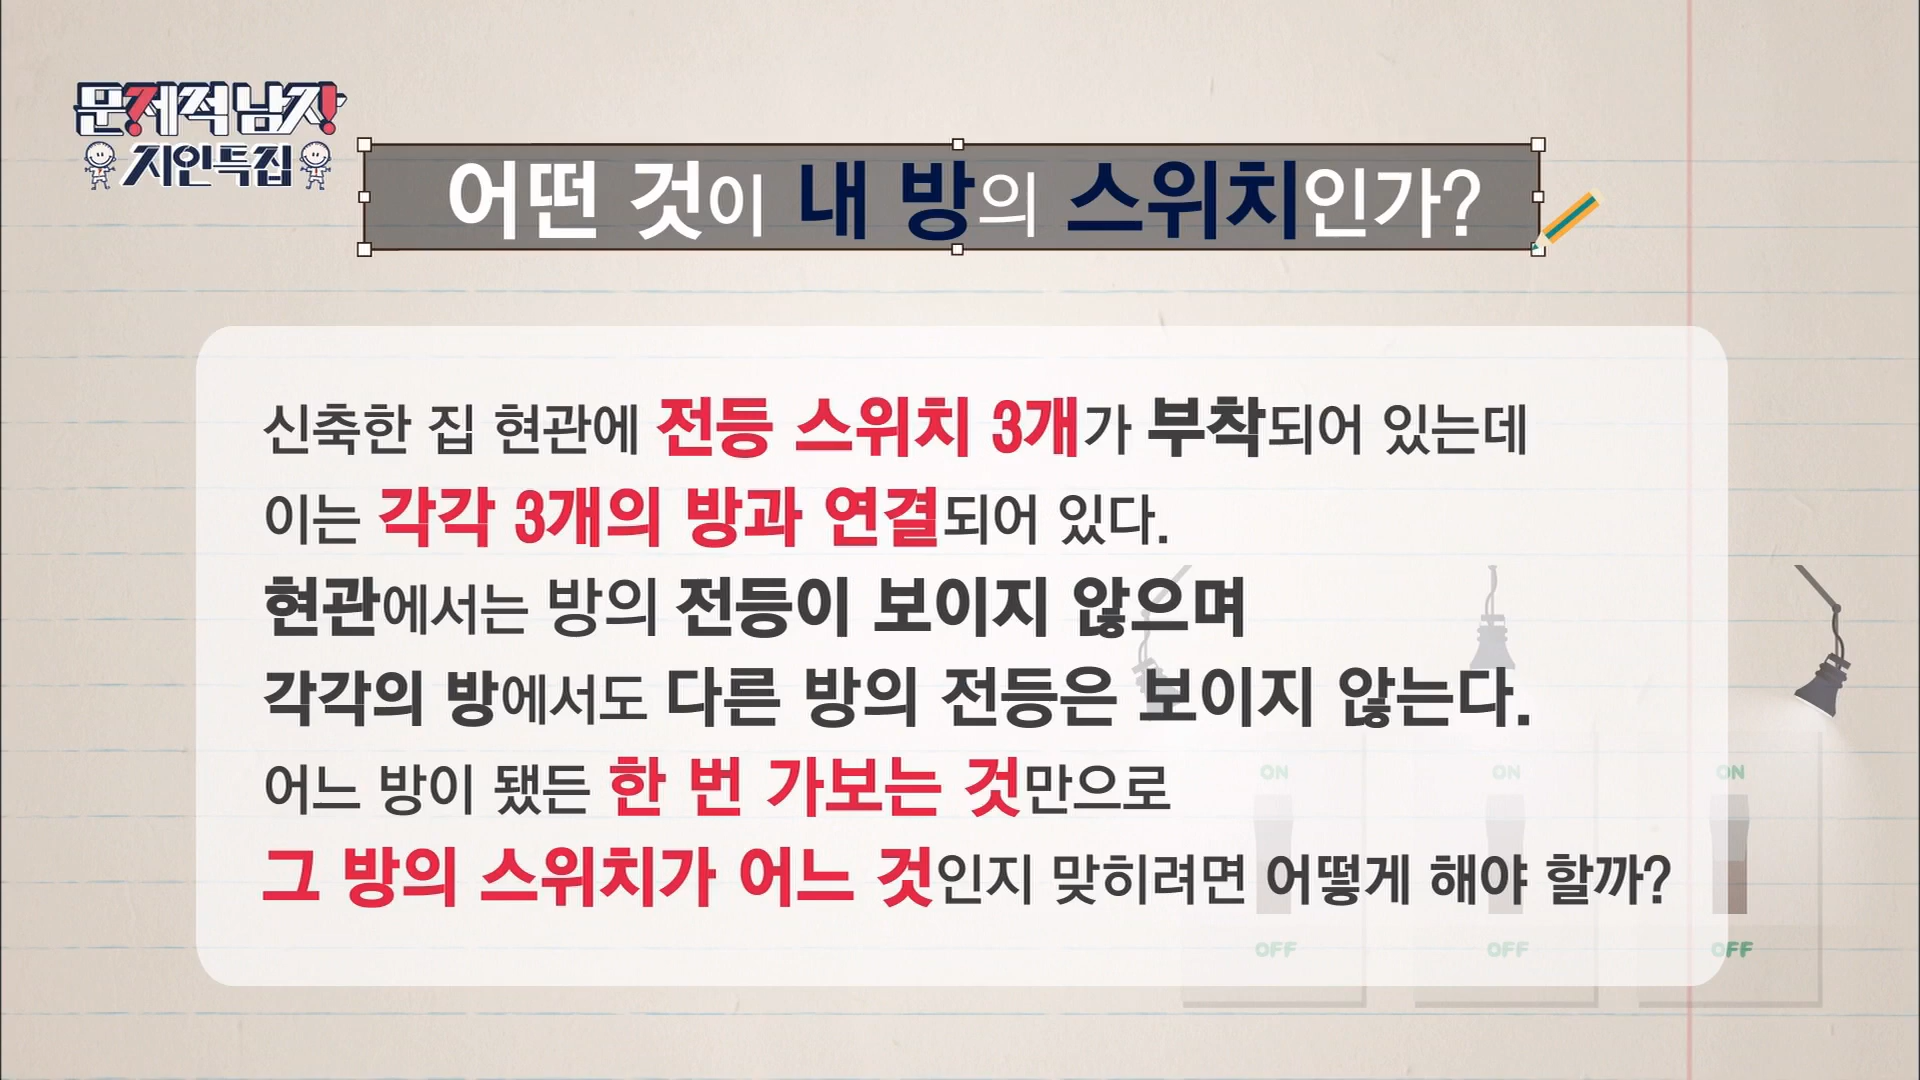 문제적남자
지인특집
어떤 것이 내 방의 스위치인가?
신축한 집 현관에 전등 스위치 3개가 부착되어 있는데
이는 각각 3개의 방과 연결되어 있다.
현관에서는 방의 전등이 보이지 않으며
각각의 방에서도 다른 방의 전등은 보이지 않는다.
어느 방이 됐든 한 번 가보는 것만으로
그 방의 스위치가 어느 것인지 맞히려면 어떻게 해야 할까?
ON ON ON
OFF OFF OFF